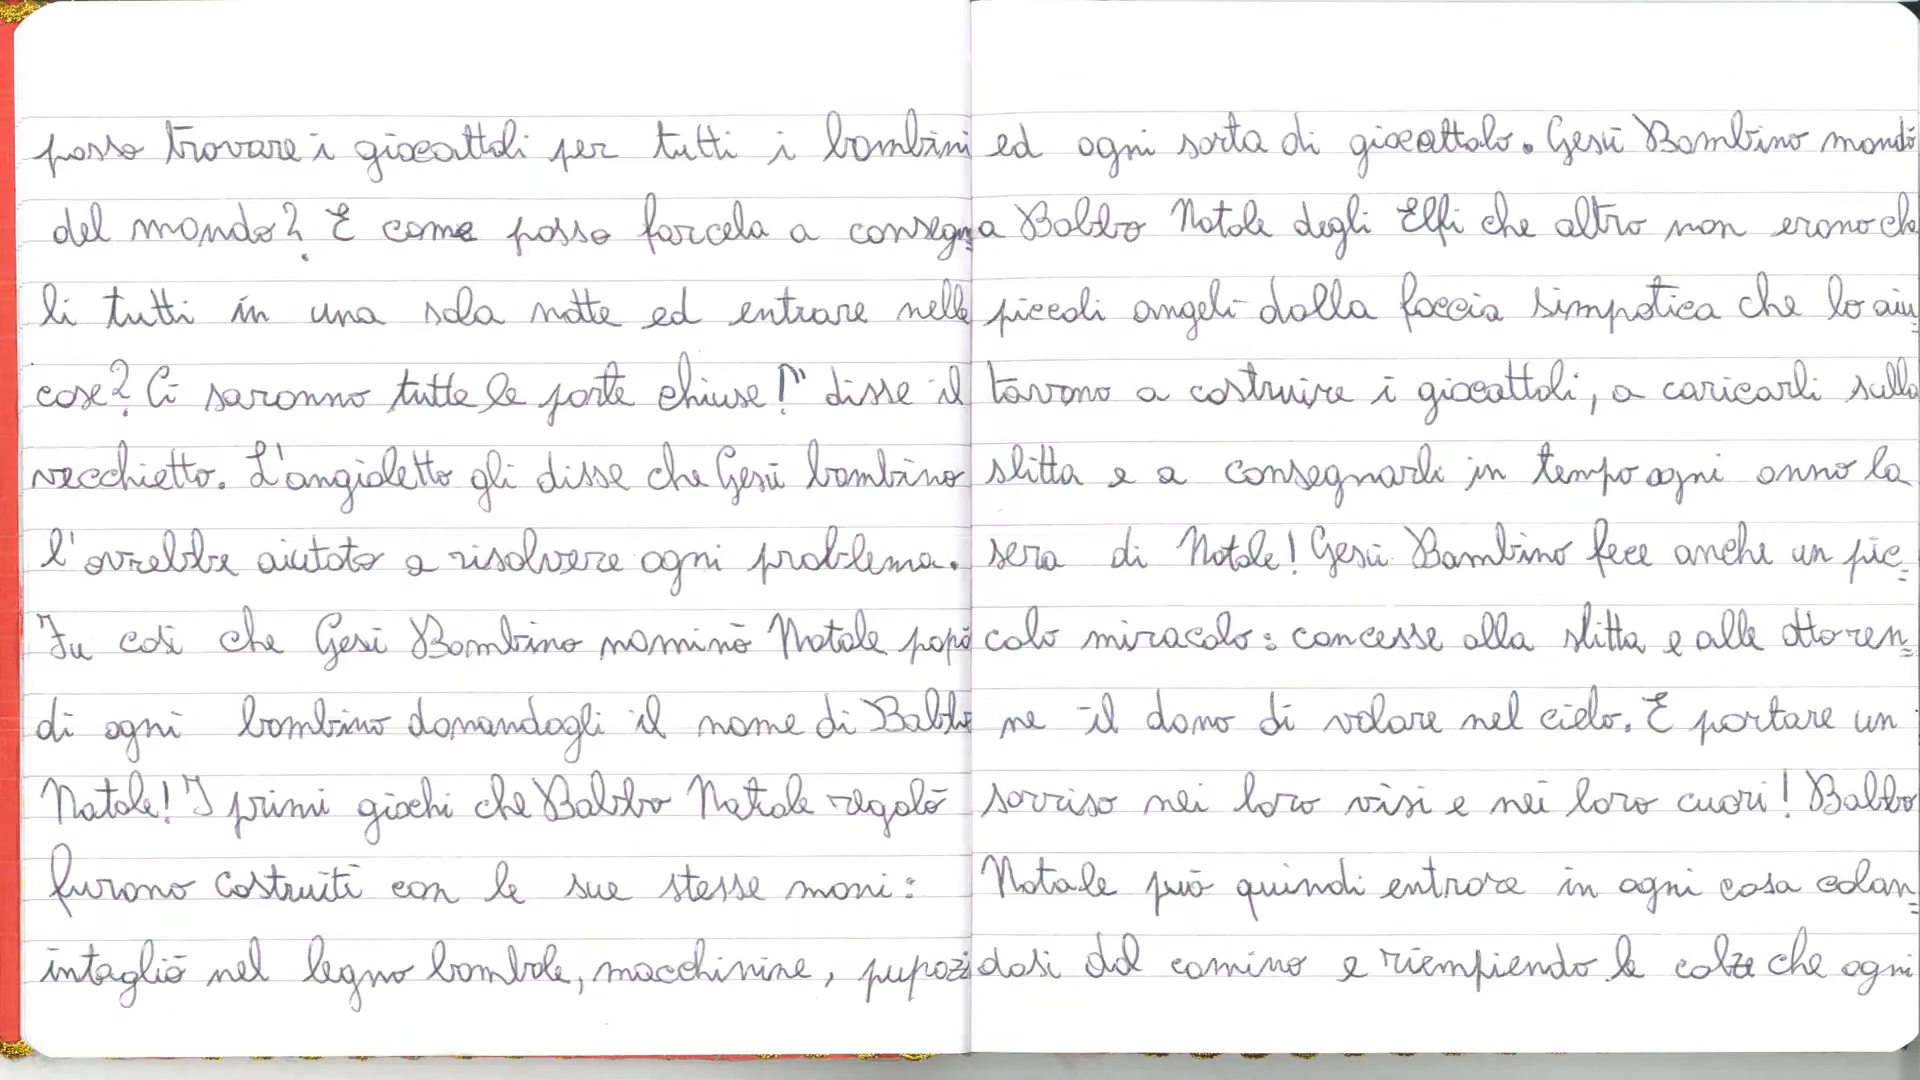 posso trovare i giocattoli per tutti i bambini
del mondo? E come posso farcela a consegna
li tutti in una sola notte ed entrare nelle
case? Ci saranno tutte le porte chiuse!" disse il
vecchietto. L'angioletto gli disse che Gesù bambino
l'avrebbe aiutato a risolvere ogni problema.
Fu così che Gesù Bambino nominò Natale papà
di ogni bambino donandogli il nome di Babbo
Natale! I primi giochi che Babbo Natale regalò
furono costruiti con le sue stesse mani:
intagliò nel legno bambole, macchinine, pupazzi
ed ogni sorta di giocattolo. Gesù Bambino mandò
a Babbo Natale degli Elfi che altro non erano che
piccoli angeli dalla faccia simpatica che lo aiu=
tavano a costruire i giocattoli, a caricarli sulla
slitta e a consegnarli in tempo ogni anno la
sera di Natale! Gesù Bambino fece anche un pic=
colo miracolo: concesse alla slitta e alle otto ren=
ne il dono di volare nel cielo. E portare un
sorriso nei loro visi e nei loro cuori! Babbo
Natale può quindi entrare in ogni casa calan=
dosi dal camino e riempiendo le calze che ogni